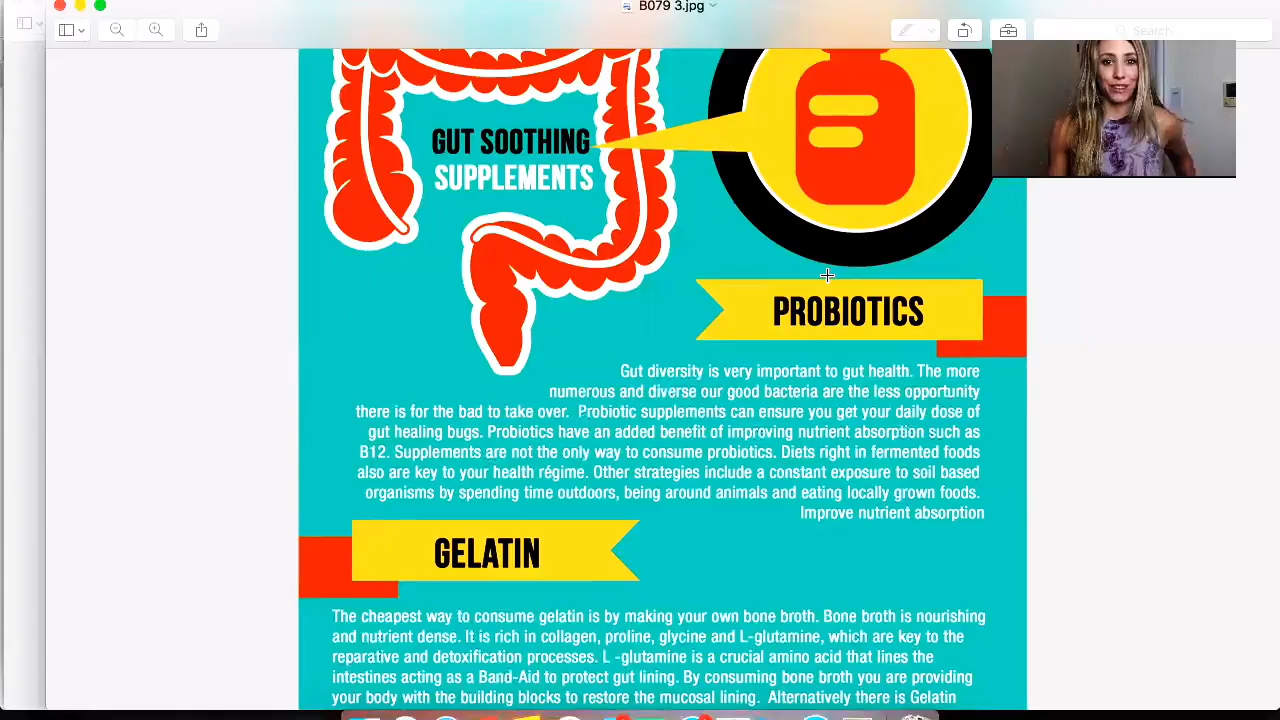 B079 3.jpg
Search
GUT SOOTHING
SUPPLEMENTS
PROBIOTICS
Gut diversity is very important to gut health. The more
numerous and diverse our good bacteria are the less opportunity
there is for the bad to take over. Probiotic supplements can ensure you get your daily dose of
gut healing bugs. Probiotics have an added benefit of improving nutrient absorption such as
B12. Supplements are not the only way to consume probiotics. Diets right in fermented foods
also are key to your health régime. Other strategies include a constant exposure to soil based
organisms by spending time outdoors, being around animals and eating locally grown foods.
Improve nutrient absorption
GELATIN
The cheapest way to consume gelatin is by making your own bone broth. Bone broth is nourishing
and nutrient dense. It is rich in collagen, proline, glycine and L-glutamine, which are key to the
reparative and detoxification processes. L -glutamine is a crucial amino acid that lines the
intestines acting as a Band-Aid to protect gut lining. By consuming bone broth you are providing
your body with the building blocks to restore the mucosal lining. Alternatively there is Gelatin